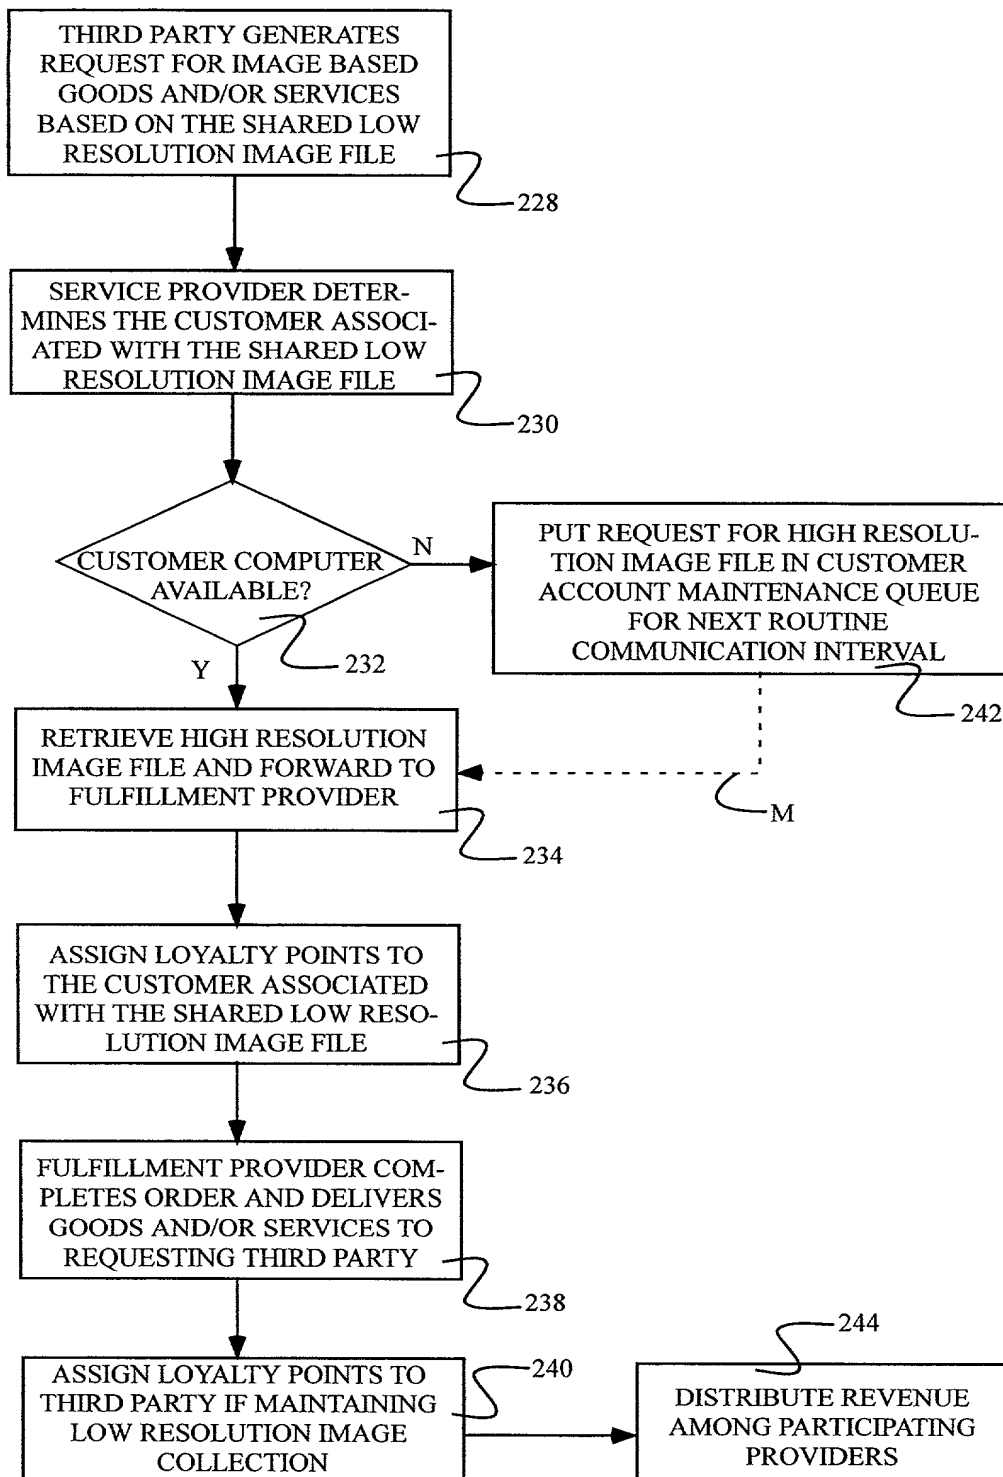 THIRD PARTY GENERATES
REQUEST FOR IMAGE BASED
GOODS AND/OR SERVICES
BASED ON THE SHARED LOW
RESOLUTION IMAGE FILE
228
SERVICE PROVIDER DETER-
MINES THE CUSTOMER ASSOCI-
ATED WITH THE SHARED LOW
RESOLUTION IMAGE FILE
230
CUSTOMER COMPUTER
AVAILABLE?
N
232
Y
PUT REQUEST FOR HIGH RESOLU-
TION IMAGE FILE IN CUSTOMER
ACCOUNT MAINTENANCE QUEUE
FOR NEXT ROUTINE
COMMUNICATION INTERVAL
242
RETRIEVE HIGH RESOLUTION
IMAGE FILE AND FORWARD TO
FULFILLMENT PROVIDER
M
234
ASSIGN LOYALTY POINTS TO
THE CUSTOMER ASSOCIATED
WITH THE SHARED LOW RESO-
LUTION IMAGE FILE
236
FULFILLMENT PROVIDER COM-
PLETES ORDER AND DELIVERS
GOODS AND/OR SERVICES TO
REQUESTING THIRD PARTY
238
ASSIGN LOYALTY POINTS TO
THIRD PARTY IF MAINTAINING
LOW RESOLUTION IMAGE
COLLECTION
240
244
DISTRIBUTE REVENUE
AMONG PARTICIPATING
PROVIDERS